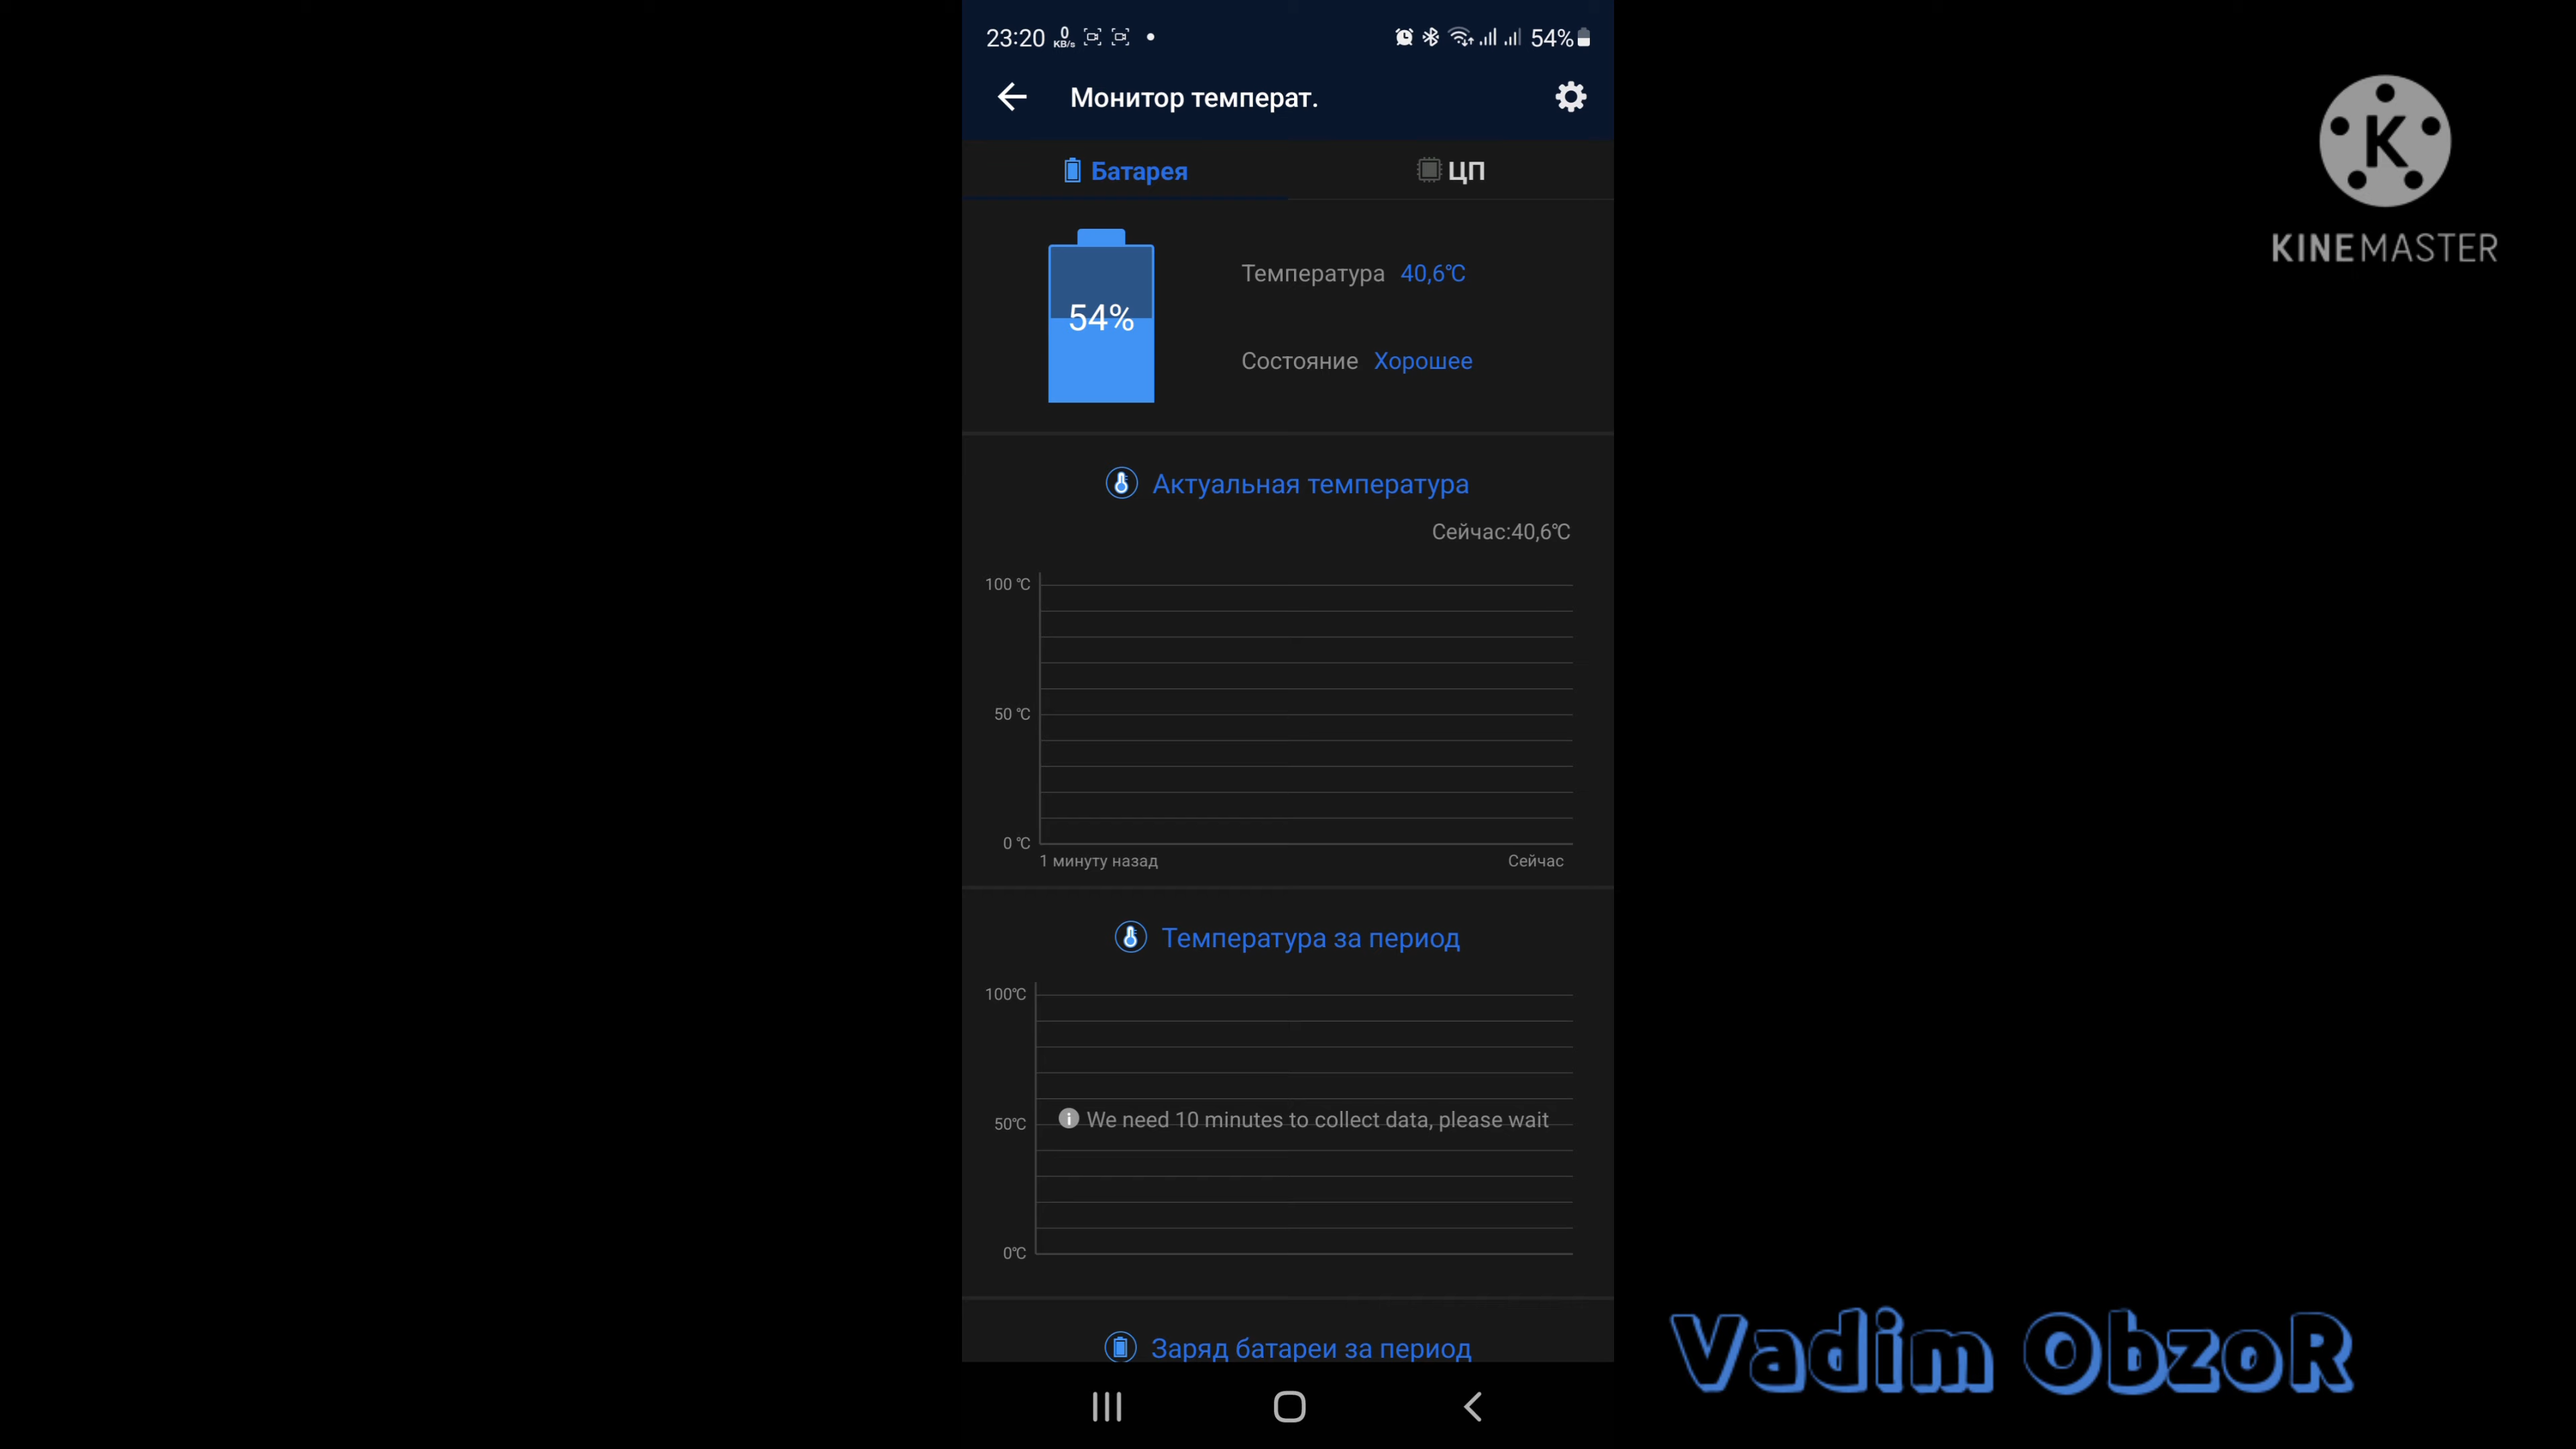 23:20 0 KB/s 54%
Монитор температ.
Батарея ЦП
54%
Температура 40,6℃
Состояние Хорошее
Актуальная температура
Сейчас:40,6℃
100 ℃
50 ℃
0 ℃
1 минуту назад Сейчас
Температура за период
100℃
50℃
We need 10 minutes to collect data, please wait
0℃
Заряд батареи за период
K
KINEMASTER
Vadim ObzoR